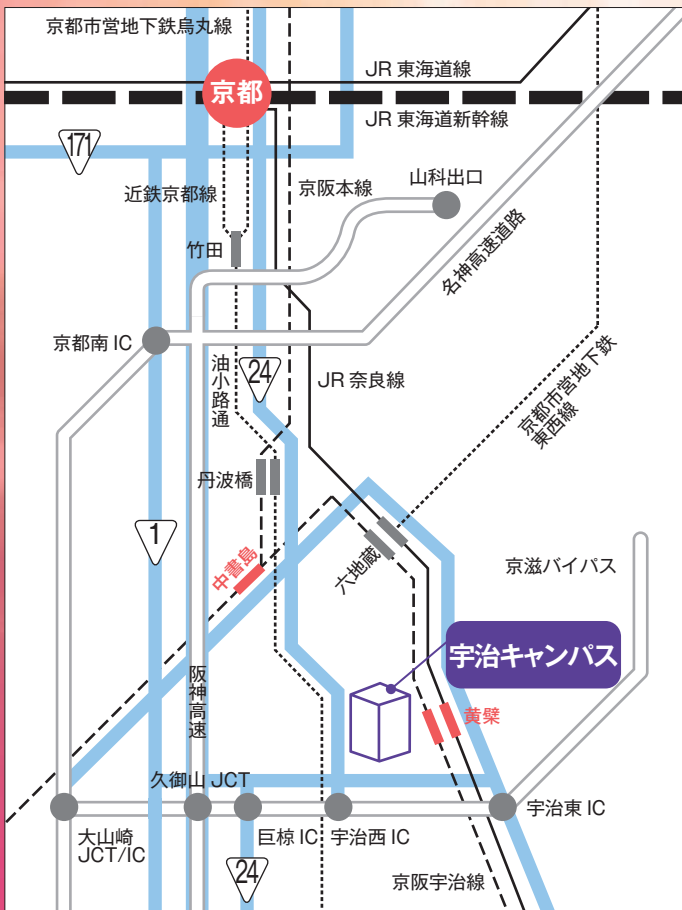 京都市営地下鉄烏丸線
JR 東海道線
京都
JR 東海道新幹線
171
近鉄京都線
京阪本線
山科出口
竹田
名神高速道路
京都南 IC
油小路通
24
JR 奈良線
京都市営地下鉄
東西線
丹波橋
1
中書島
六地蔵
京滋バイパス
宇治キャンパス
阪神高速
黄檗
久御山 JCT
大山崎
JCT/IC
巨椋 IC
宇治西 IC
宇治東 IC
24
京阪宇治線